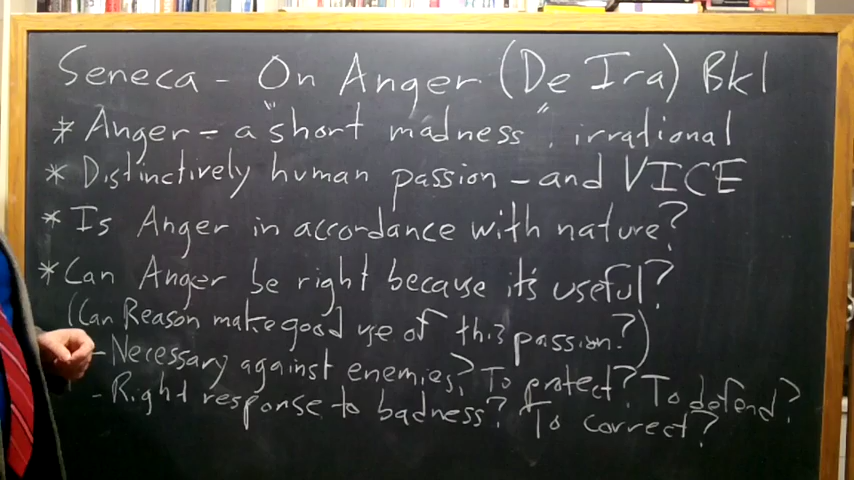 Seneca - On Anger (De Ira) Bk I
* Anger - a "short madness", irrational
* Distinctively human passion - and VICE
* Is Anger in accordance with nature?
* Can Anger be right because it's useful?
(Can Reason make good use of this passion?)
- Necessary against enemies? To protect? To defend?
- Right response to badness? To correct?